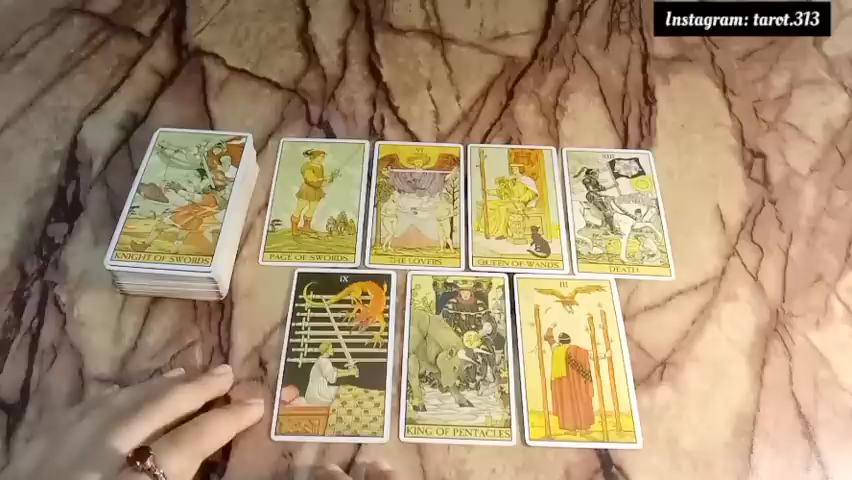 Instagram: tarot.313
KNIGHT OF SWORDS
PAGE OF SWORDS
VI
THE LOVERS
QUEEN OF WANDS
XIII
DEATH
IX
KING OF PENTACLES
III